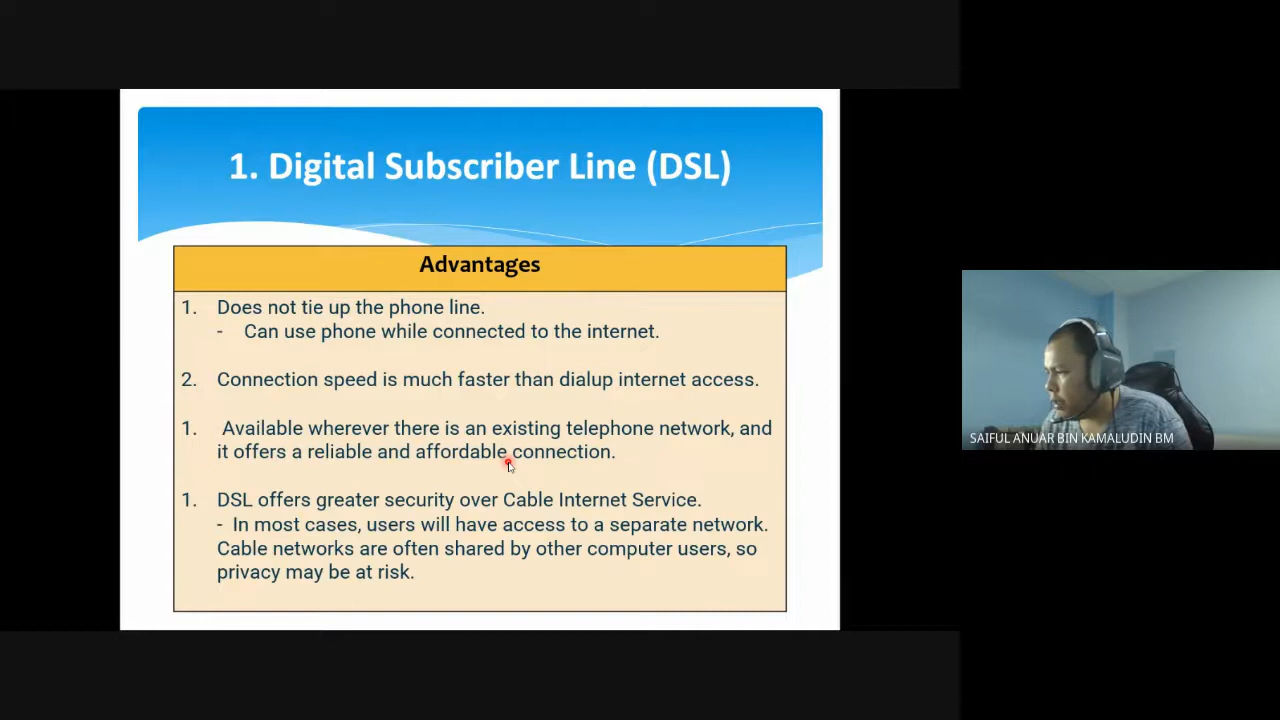 1. Digital Subscriber Line (DSL)
Advantages
1. Does not tie up the phone line.
- Can use phone while connected to the internet.
2. Connection speed is much faster than dialup internet access.
1. Available wherever there is an existing telephone network, and
it offers a reliable and affordable connection.
1. DSL offers greater security over Cable Internet Service.
- In most cases, users will have access to a separate network.
Cable networks are often shared by other computer users, so
privacy may be at risk.
SAIFUL ANUAR BIN KAMALUDIN BM